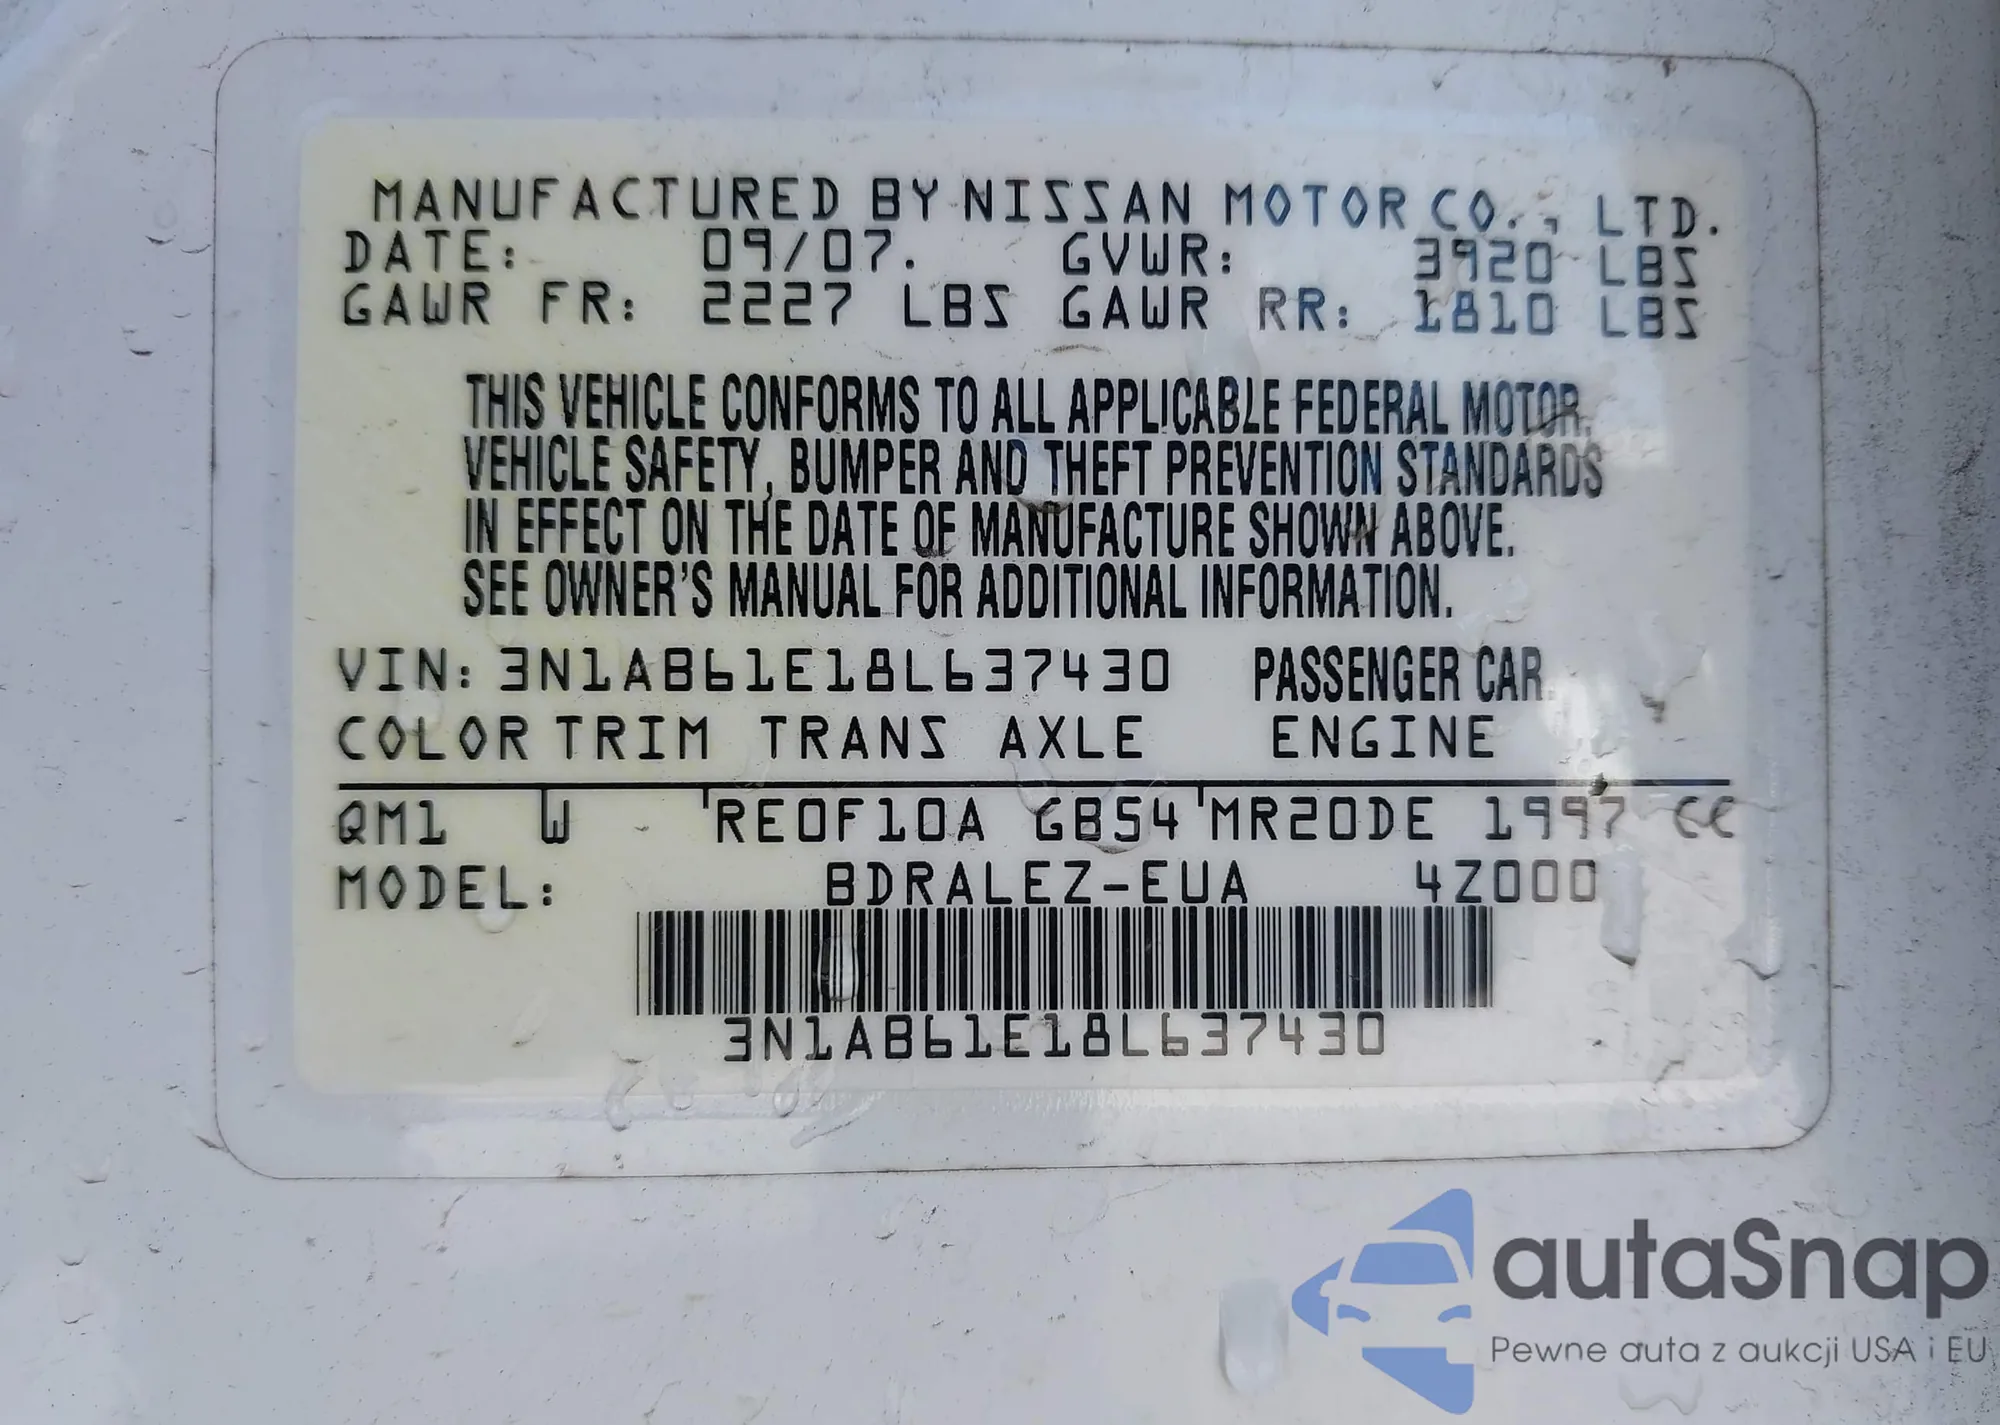 MANUFACTURED BY NISSAN MOTOR CO., LTD.
DATE: 09/07. GVWR: 3920 LBS
GAWR FR: 2227 LBS GAWR RR: 1810 LBS
THIS VEHICLE CONFORMS TO ALL APPLICABLE FEDERAL MOTOR
VEHICLE SAFETY, BUMPER AND THEFT PREVENTION STANDARDS
IN EFFECT ON THE DATE OF MANUFACTURE SHOWN ABOVE.
SEE OWNER'S MANUAL FOR ADDITIONAL INFORMATION.
VIN: 3N1AB61E18L637430 PASSENGER CAR
COLOR TRIM TRANS AXLE ENGINE
QM1 W RE0F10A GB54 MR20DE 1997 CC
MODEL: BDRALEZ-EUA 4Z000
3N1AB61E18L637430
autaSnap
Pewne auta z aukcji USA i EU